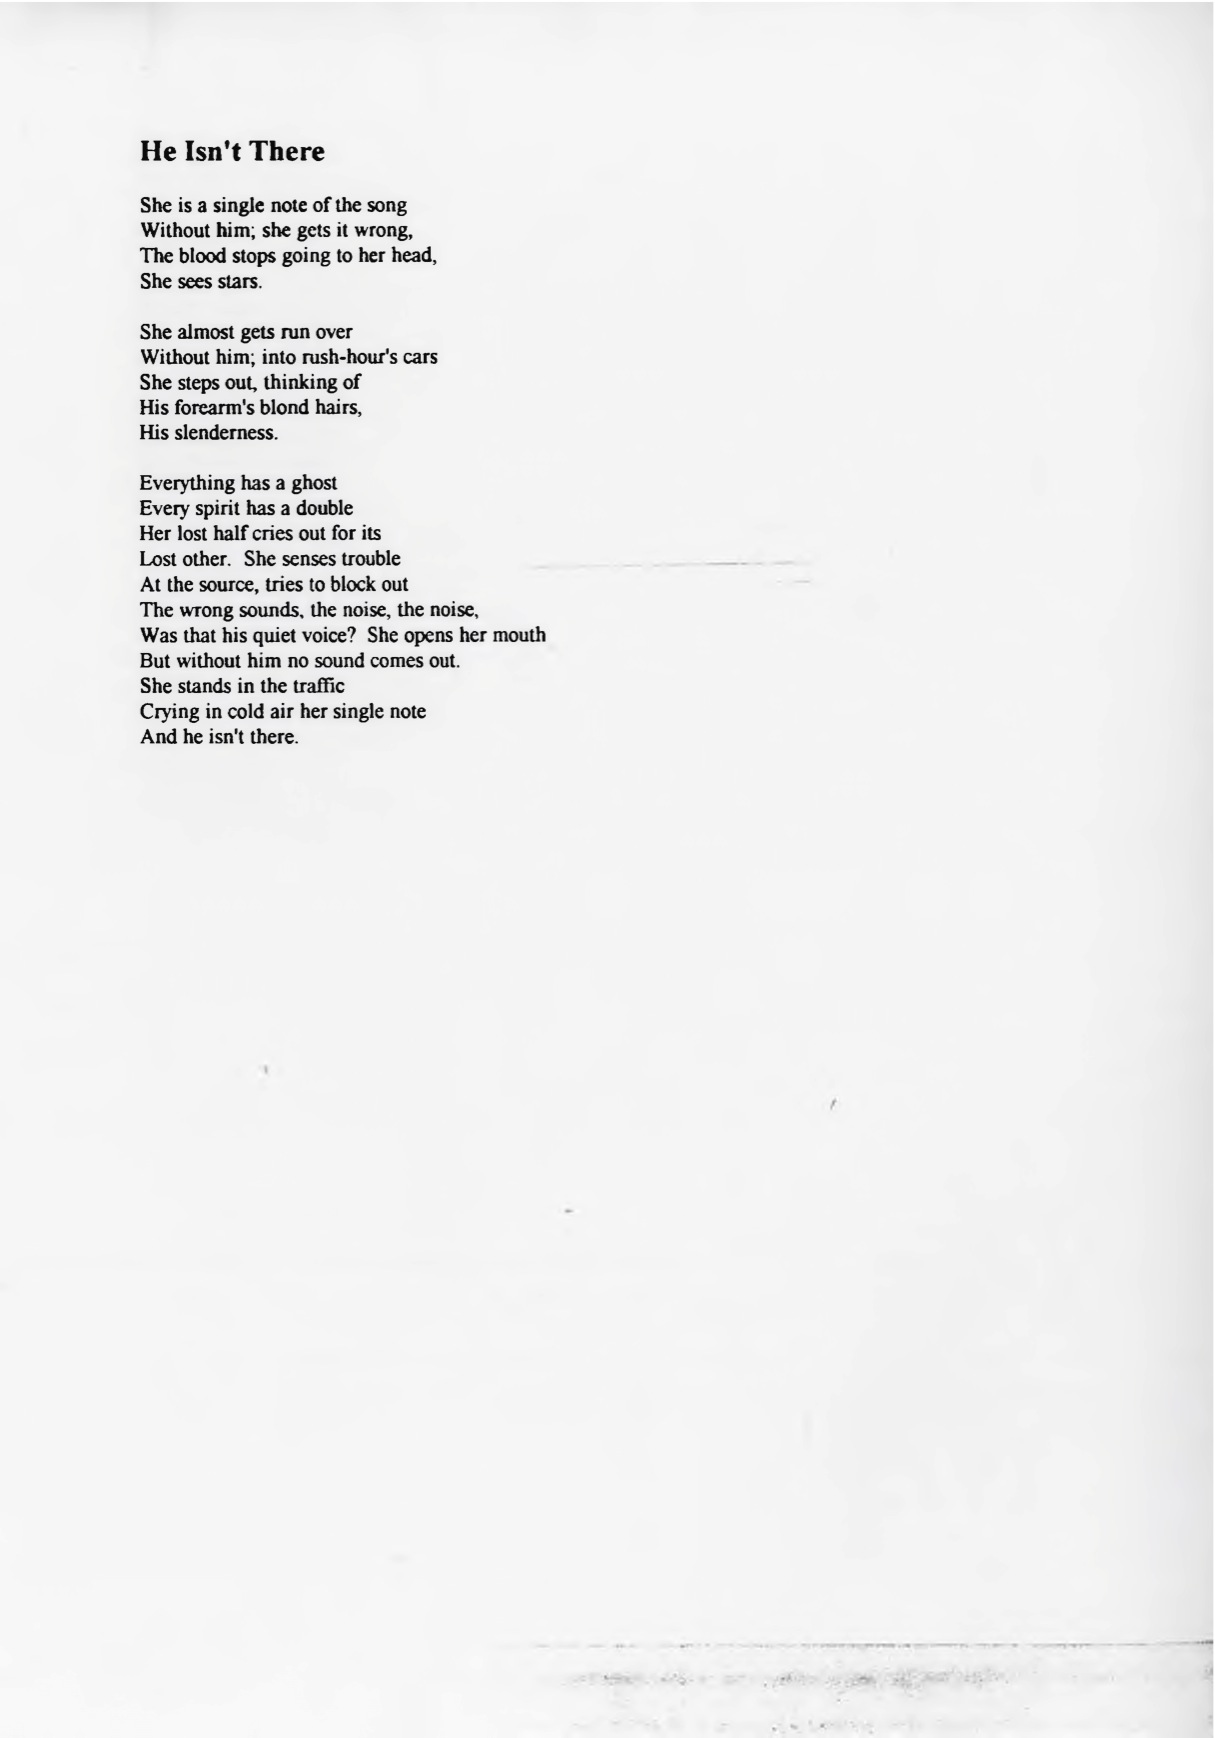 He Isn't There
She is a single note of the song
Without him; she gets it wrong,
The blood stops going to her head,
She sees stars.
She almost gets run over
Without him; into rush-hour's cars
She steps out, thinking of
His forearm's blond hairs,
His slenderness.
Everything has a ghost
Every spirit has a double
Her lost half cries out for its
Lost other.  She senses trouble
At the source, tries to block out
The wrong sounds, the noise, the noise,
Was that his quiet voice?  She opens her mouth
But without him no sound comes out.
She stands in the traffic
Crying in cold air her single note
And he isn't there.